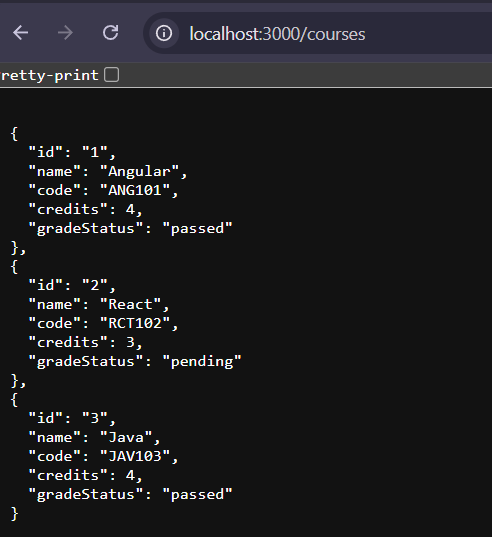 localhost:3000/courses
retty-print
{
"id": "1",
"name": "Angular",
"code": "ANG101",
"credits": 4,
"gradeStatus": "passed"
},
{
"id": "2",
"name": "React",
"code": "RCT102",
"credits": 3,
"gradeStatus": "pending"
},
{
"id": "3",
"name": "Java",
"code": "JAV103",
"credits": 4,
"gradeStatus": "passed"
}